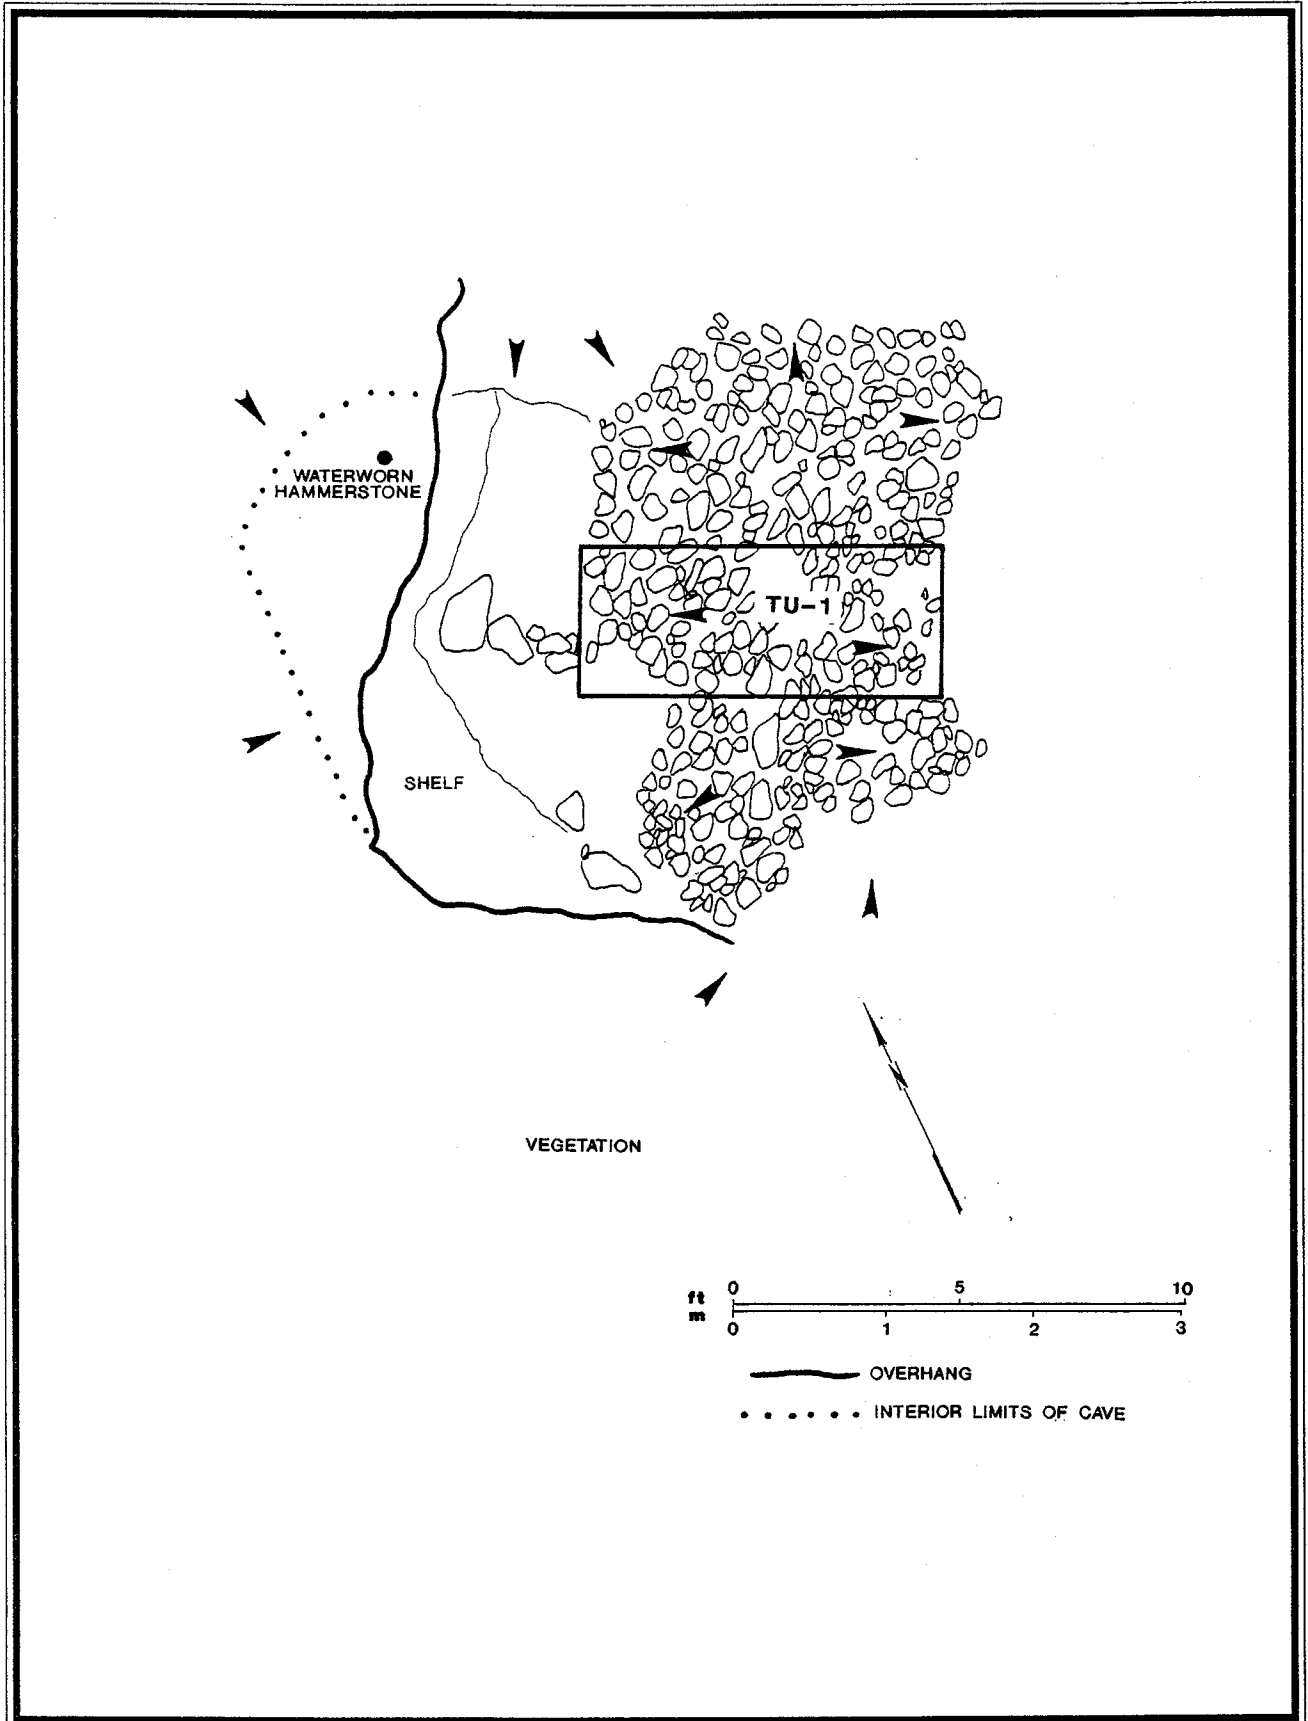 WATERWORN
HAMMERSTONE
TU-1
SHELF
VEGETATION
ft 0 5 10
m 0 1 2 3
OVERHANG
INTERIOR LIMITS OF CAVE